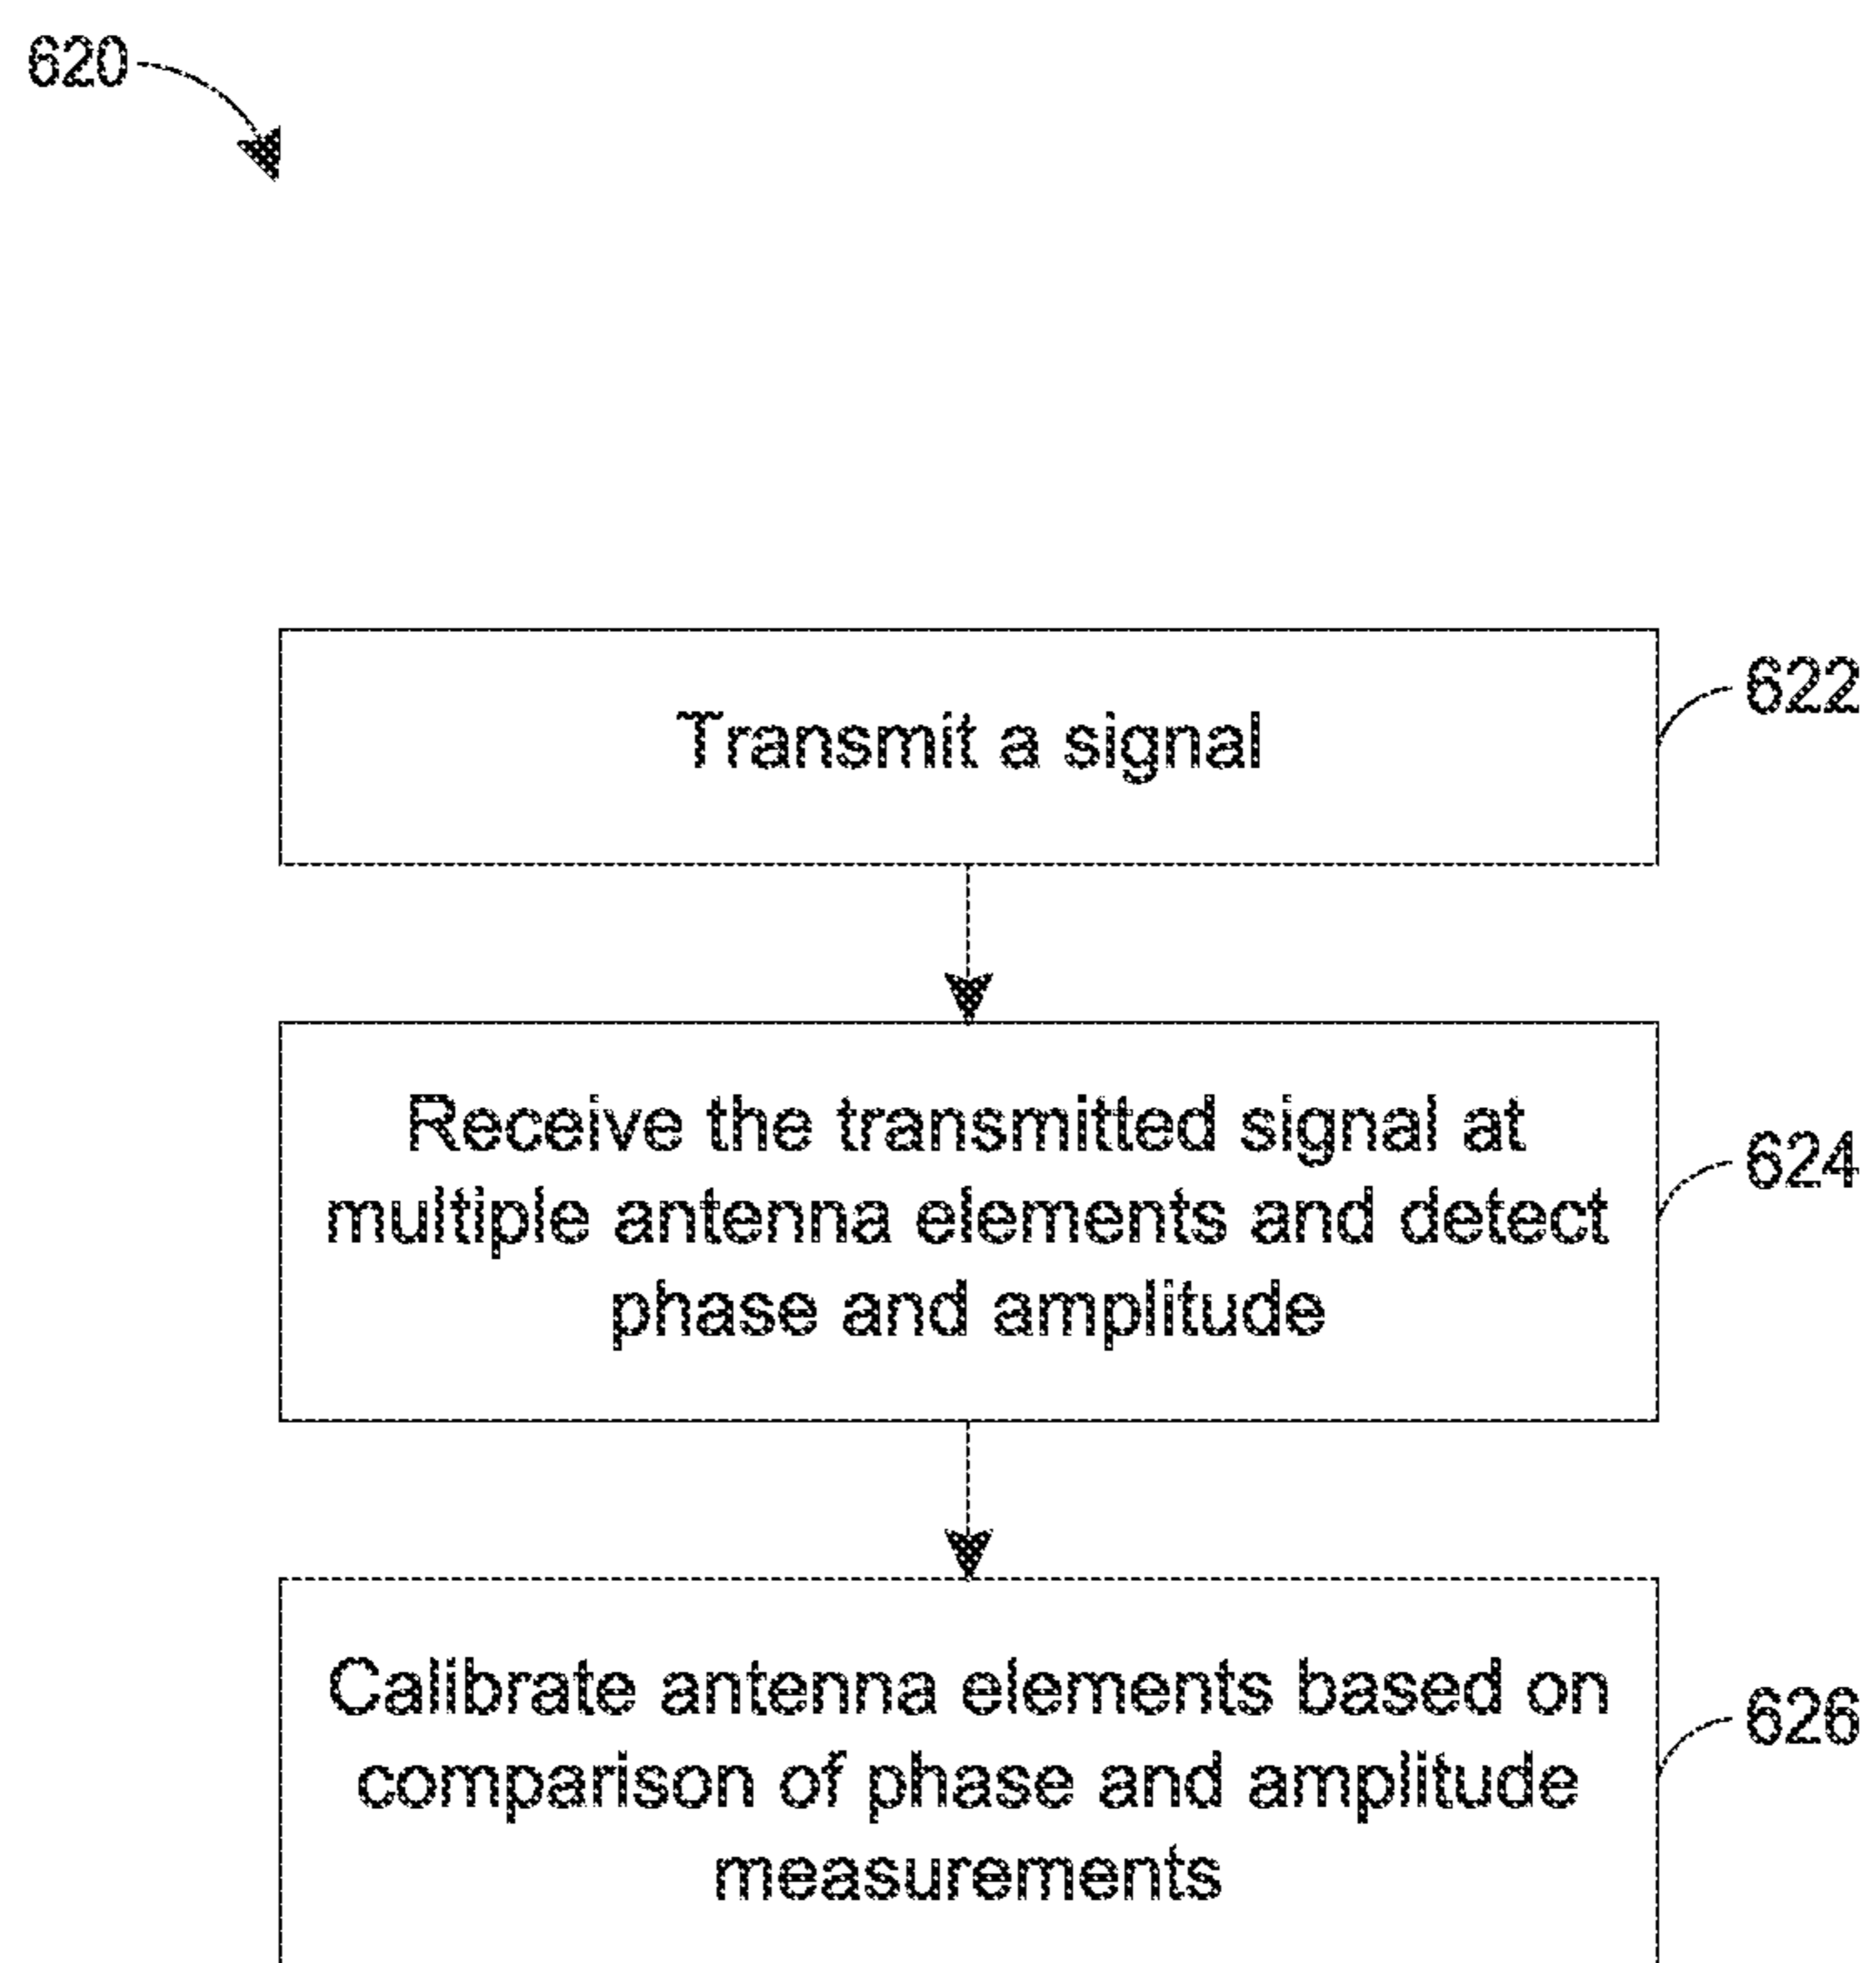 620
Transmit a signal
622
Receive the transmitted signal at
multiple antenna elements and detect
phase and amplitude
624
Calibrate antenna elements based on
comparison of phase and amplitude
measurements
626